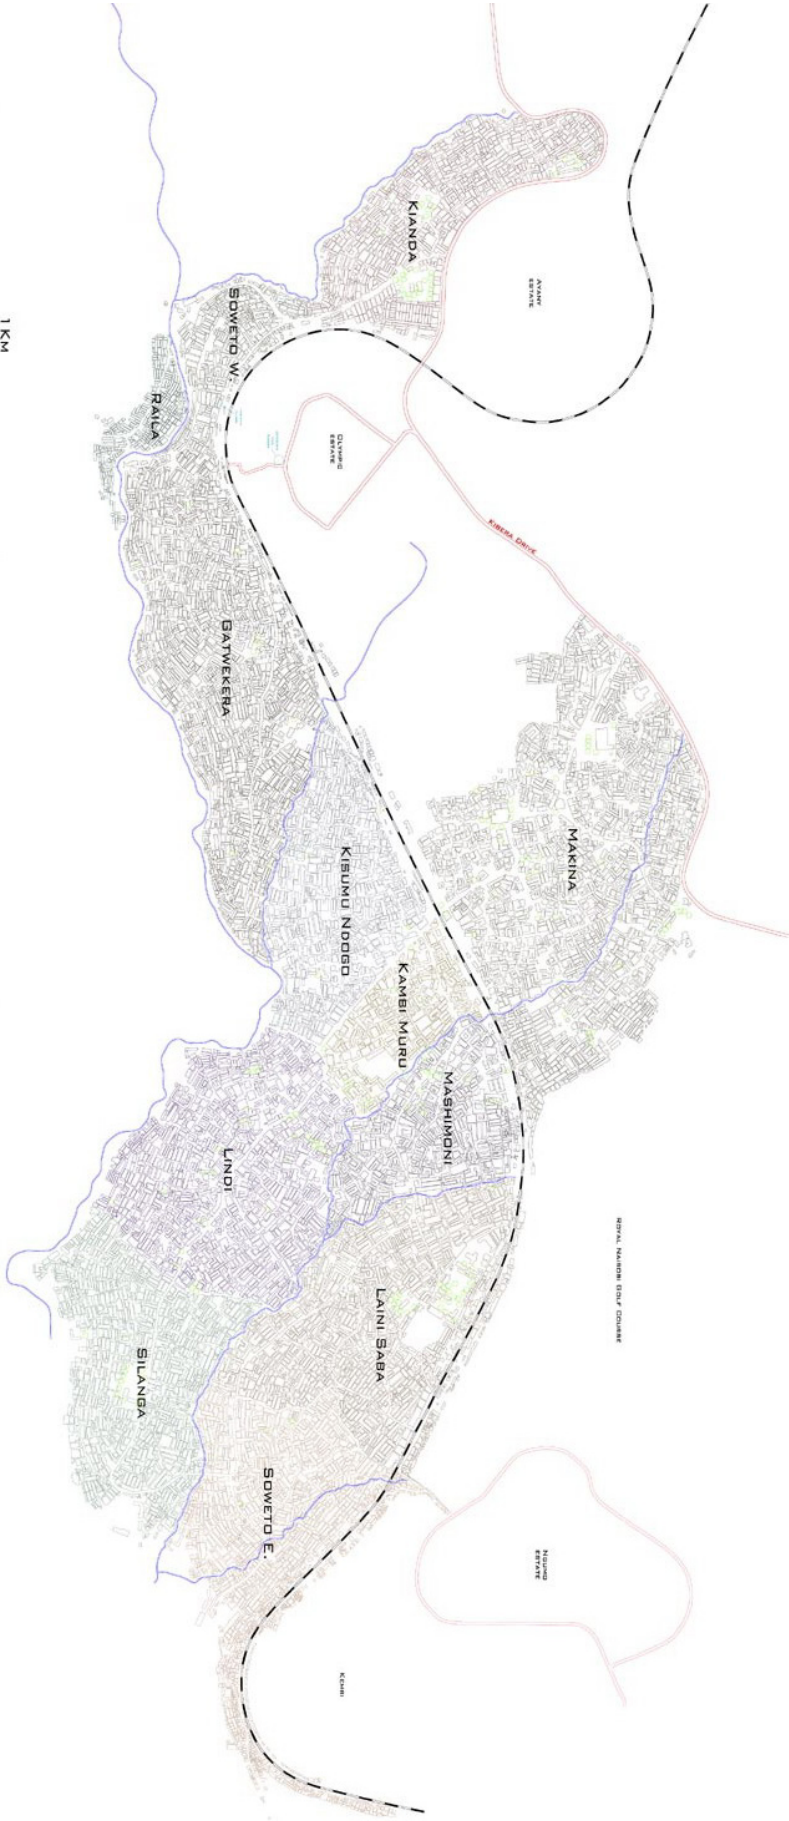 KIANDA
AYANY
ESTATE
SOWETO W.
1 KM
RAILA
OLYMPIC
ESTATE
KIBERA DRIVE
GATWEKERA
MAKINA
KISUMU NDOGO
KAMBI MURU
MASHIMONI
LINDI
ROYAL NAIROBI GOLF COURSE
LAINI SABA
SILANGA
SOWETO E.
NGUMO
ESTATE
KEMRI